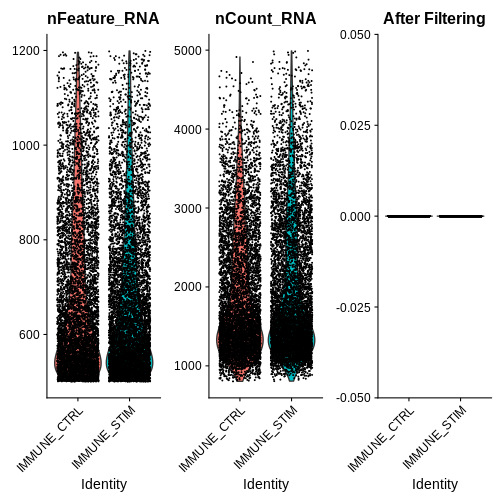 nFeature_RNA
1200
1000
800
600
IMMUNE_CTRL
IMMUNE_STIM
Identity
nCount_RNA
5000
4000
3000
2000
1000
IMMUNE_CTRL
IMMUNE_STIM
Identity
After Filtering
0.050
0.025
0.000
-0.025
-0.050
IMMUNE_CTRL
IMMUNE_STIM
Identity